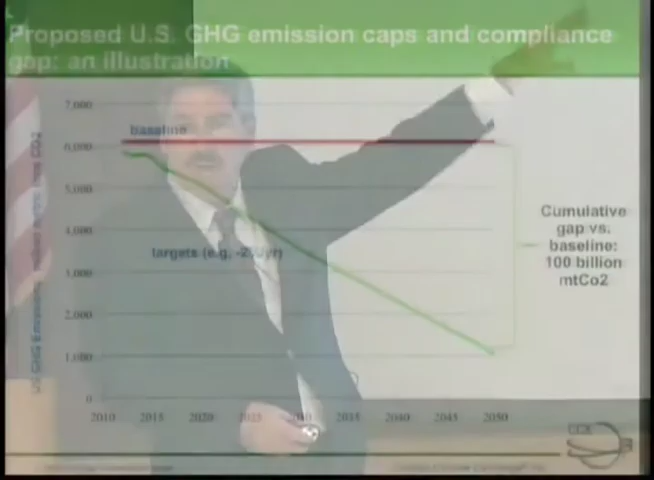 Proposed U.S. GHG emission caps and compliance
gap: an illustration
7,000
baseline
6,000
5,000
4,000
targets (e.g. -2%/yr)
3,000
2,000
1,000
0
2010 2015 2020 2025 2030 2035 2040 2045 2050
Cumulative
gap vs.
baseline:
100 billion
mtCo2